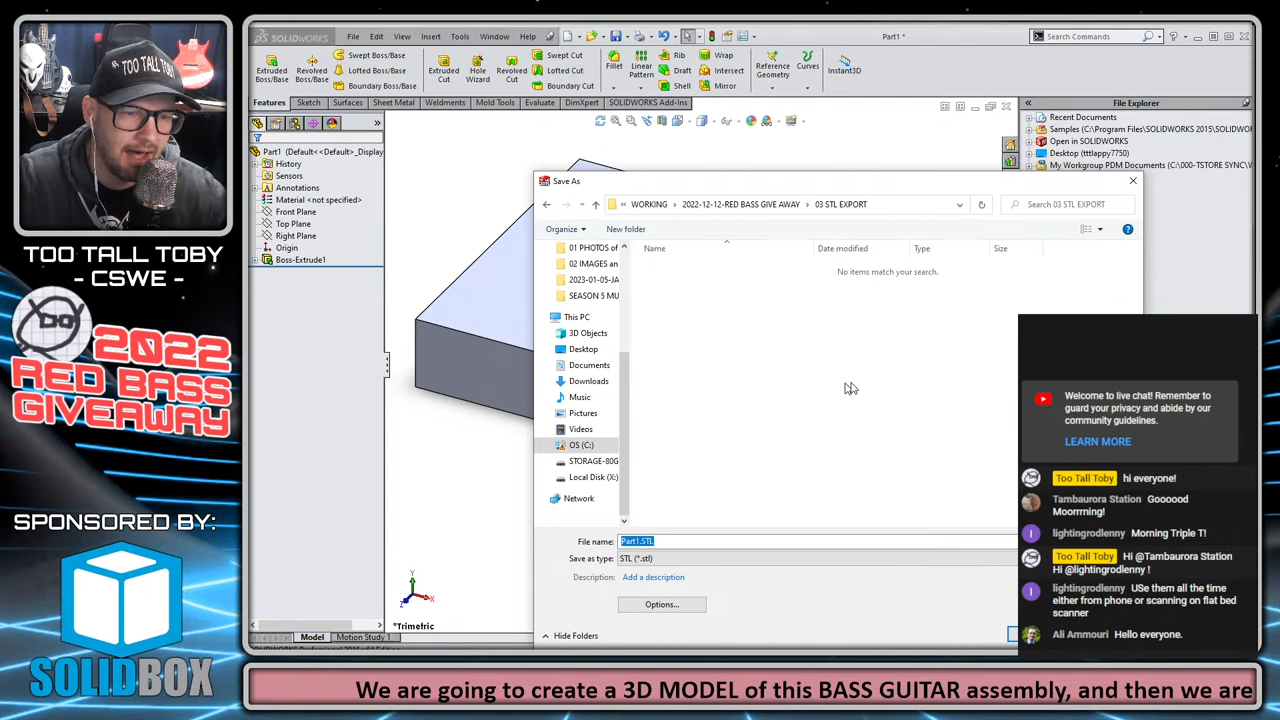 TOO TALL TOBY
TOO TALL TOBY
- CSWE -
2022
RED BASS
GIVEAWAY
SPONSORED BY:
SOLIDBOX
SOLIDWORKS
File Edit View Insert Tools Window Help
Part1 *
Search Commands
Extruded Boss/Base
Revolved Boss/Base
Swept Boss/Base
Lofted Boss/Base
Boundary Boss/Base
Extruded Cut
Hole Wizard
Revolved Cut
Swept Cut
Lofted Cut
Boundary Cut
Fillet
Linear Pattern
Rib
Draft
Shell
Wrap
Intersect
Mirror
Reference Geometry
Curves
Instant3D
Features Sketch Surfaces Sheet Metal Weldments Mold Tools Evaluate DimXpert SOLIDWORKS Add-Ins
Part1 (Default<<Default>_Display
History
Sensors
Annotations
Material <not specified>
Front Plane
Top Plane
Right Plane
Origin
Boss-Extrude1
File Explorer
Recent Documents
Samples (C:\Program Files\SOLIDWORKS 2015\SOLIDWOR
Open in SOLIDWORKS
Desktop (tttlappy7750)
My Workgroup PDM Documents (C:\000-TSTORE SYNC\W
Save As
« WORKING > 2022-12-12-RED BASS GIVE AWAY > 03 STL EXPORT
Search 03 STL EXPORT
Organize
New folder
Name Date modified Type Size
No items match your search.
01 PHOTOS of
02 IMAGES an
2023-01-05-JA
SEASON 5 MU
This PC
3D Objects
Desktop
Documents
Downloads
Music
Pictures
Videos
OS (C:)
STORAGE-80G
Local Disk (X:)
Network
File name: Part1.STL
Save as type: STL (*.stl)
Description: Add a description
Options...
Hide Folders
Y
X
Z
*Trimetric
Model Motion Study 1
Welcome to live chat! Remember to
guard your privacy and abide by our
community guidelines.
LEARN MORE
Too Tall Toby hi everyone!
Tambaurora Station Goooood
Moorrrning!
lightingrodlenny Morning Triple T!
Too Tall Toby Hi @Tambaurora Station
Hi @lightingrodlenny !
lightingrodlenny USe them all the time
either from phone or scanning on flat bed
scanner
Ali Ammouri Hello everyone.
We are going to create a 3D MODEL of this BASS GUITAR assembly, and then we are